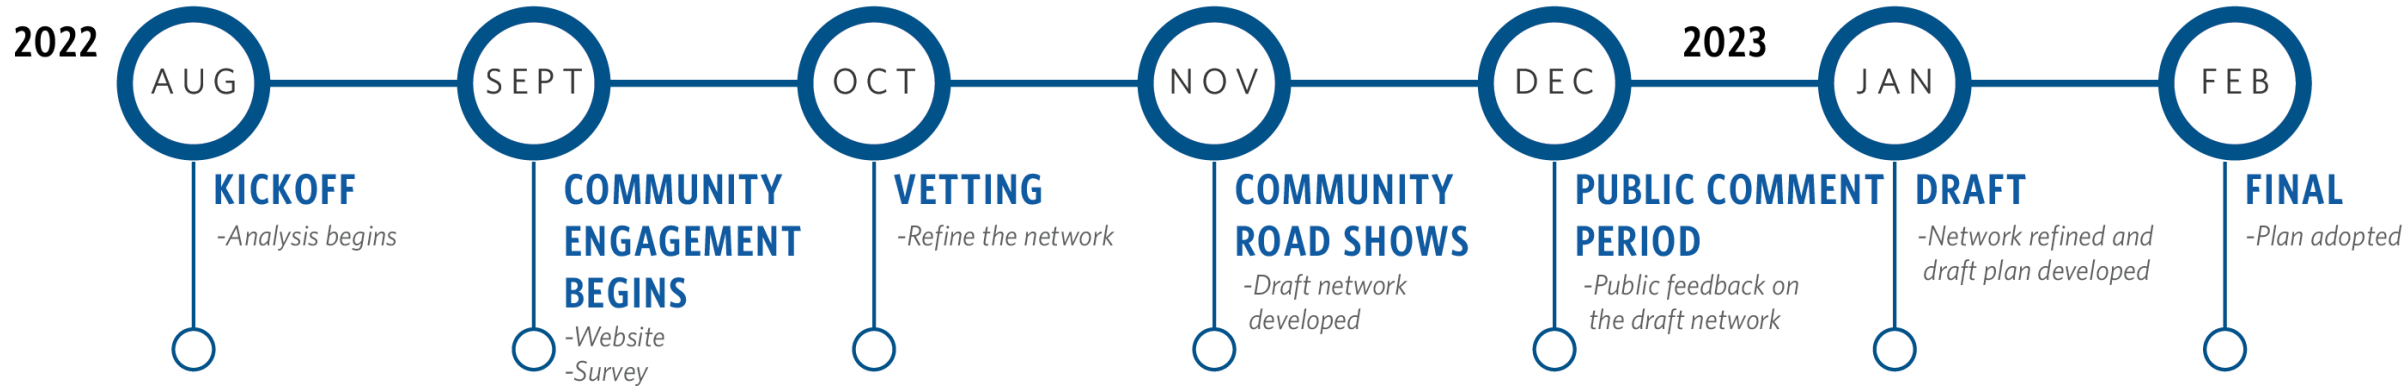 2022
AUG
SEPT
OCT
NOV
DEC
2023
JAN
FEB
KICKOFF
-Analysis begins
COMMUNITY
ENGAGEMENT
BEGINS
-Website
-Survey
VETTING
-Refine the network
COMMUNITY
ROAD SHOWS
-Draft network
developed
PUBLIC COMMENT
PERIOD
-Public feedback on
the draft network
DRAFT
-Network refined and
draft plan developed
FINAL
-Plan adopted